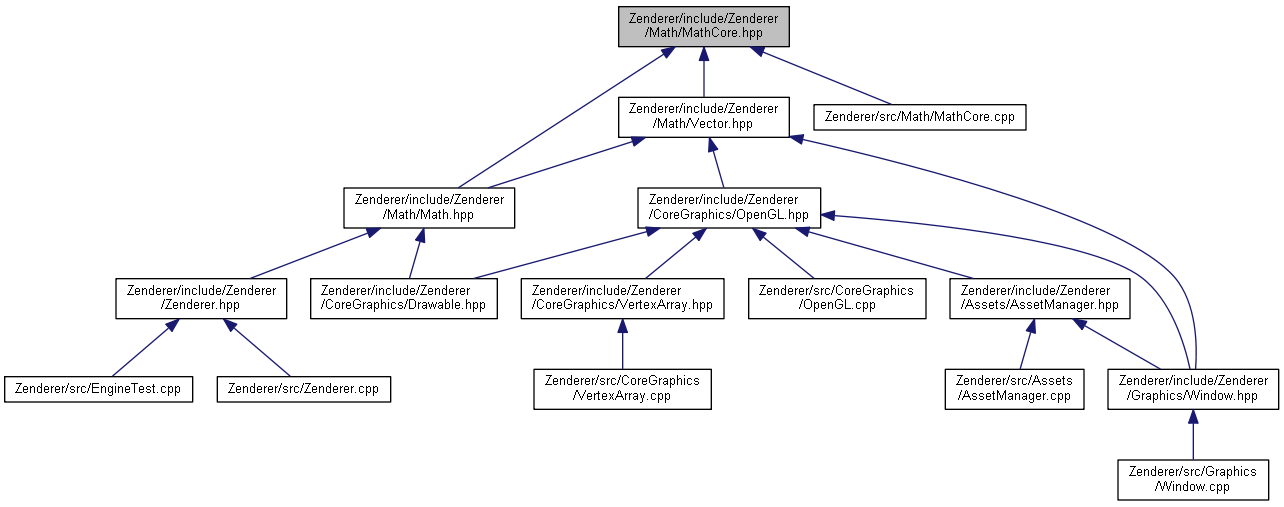 Zenderer/include/Zenderer
/Math/MathCore.hpp
Zenderer/include/Zenderer
/Math/Vector.hpp
Zenderer/src/Math/MathCore.cpp
Zenderer/include/Zenderer
/Math/Math.hpp
Zenderer/include/Zenderer
/CoreGraphics/OpenGL.hpp
Zenderer/include/Zenderer
/Zenderer.hpp
Zenderer/include/Zenderer
/CoreGraphics/Drawable.hpp
Zenderer/include/Zenderer
/CoreGraphics/VertexArray.hpp
Zenderer/src/CoreGraphics
/OpenGL.cpp
Zenderer/include/Zenderer
/Assets/AssetManager.hpp
Zenderer/src/EngineTest.cpp
Zenderer/src/Zenderer.cpp
Zenderer/src/CoreGraphics
/VertexArray.cpp
Zenderer/src/Assets
/AssetManager.cpp
Zenderer/include/Zenderer
/Graphics/Window.hpp
Zenderer/src/Graphics
/Window.cpp